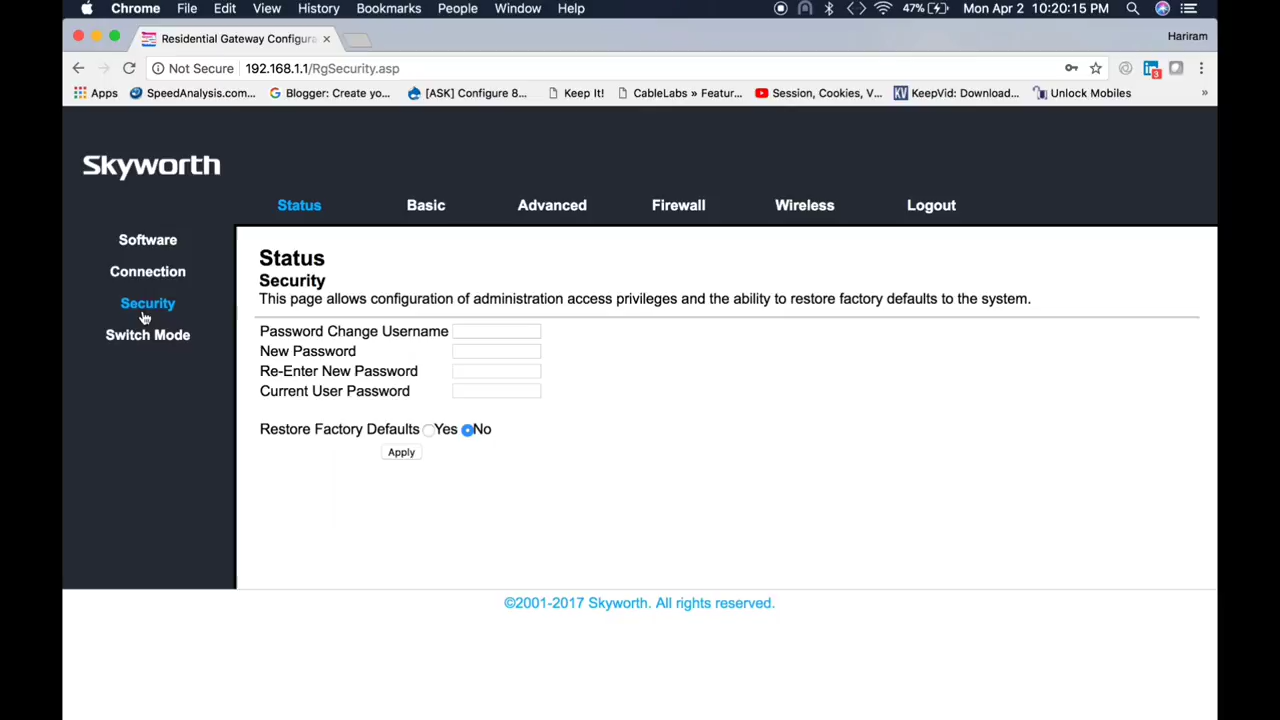 Chrome File Edit View History Bookmarks People Window Help 47% Mon Apr 2 10:20:15 PM
Residential Gateway Configura × Hariram
Not Secure 192.168.1.1/RgSecurity.asp
Apps SpeedAnalysis.com... Blogger: Create yo... [ASK] Configure 8... Keep It! CableLabs » Featur... Session, Cookies, V... KV KeepVid: Download... Unlock Mobiles »
3
Skyworth
Status Basic Advanced Firewall Wireless Logout
Software
Connection
Security
Switch Mode
Status
Security
This page allows configuration of administration access privileges and the ability to restore factory defaults to the system.
Password Change Username
New Password
Re-Enter New Password
Current User Password
Restore Factory Defaults Yes No
Apply
©2001-2017 Skyworth. All rights reserved.